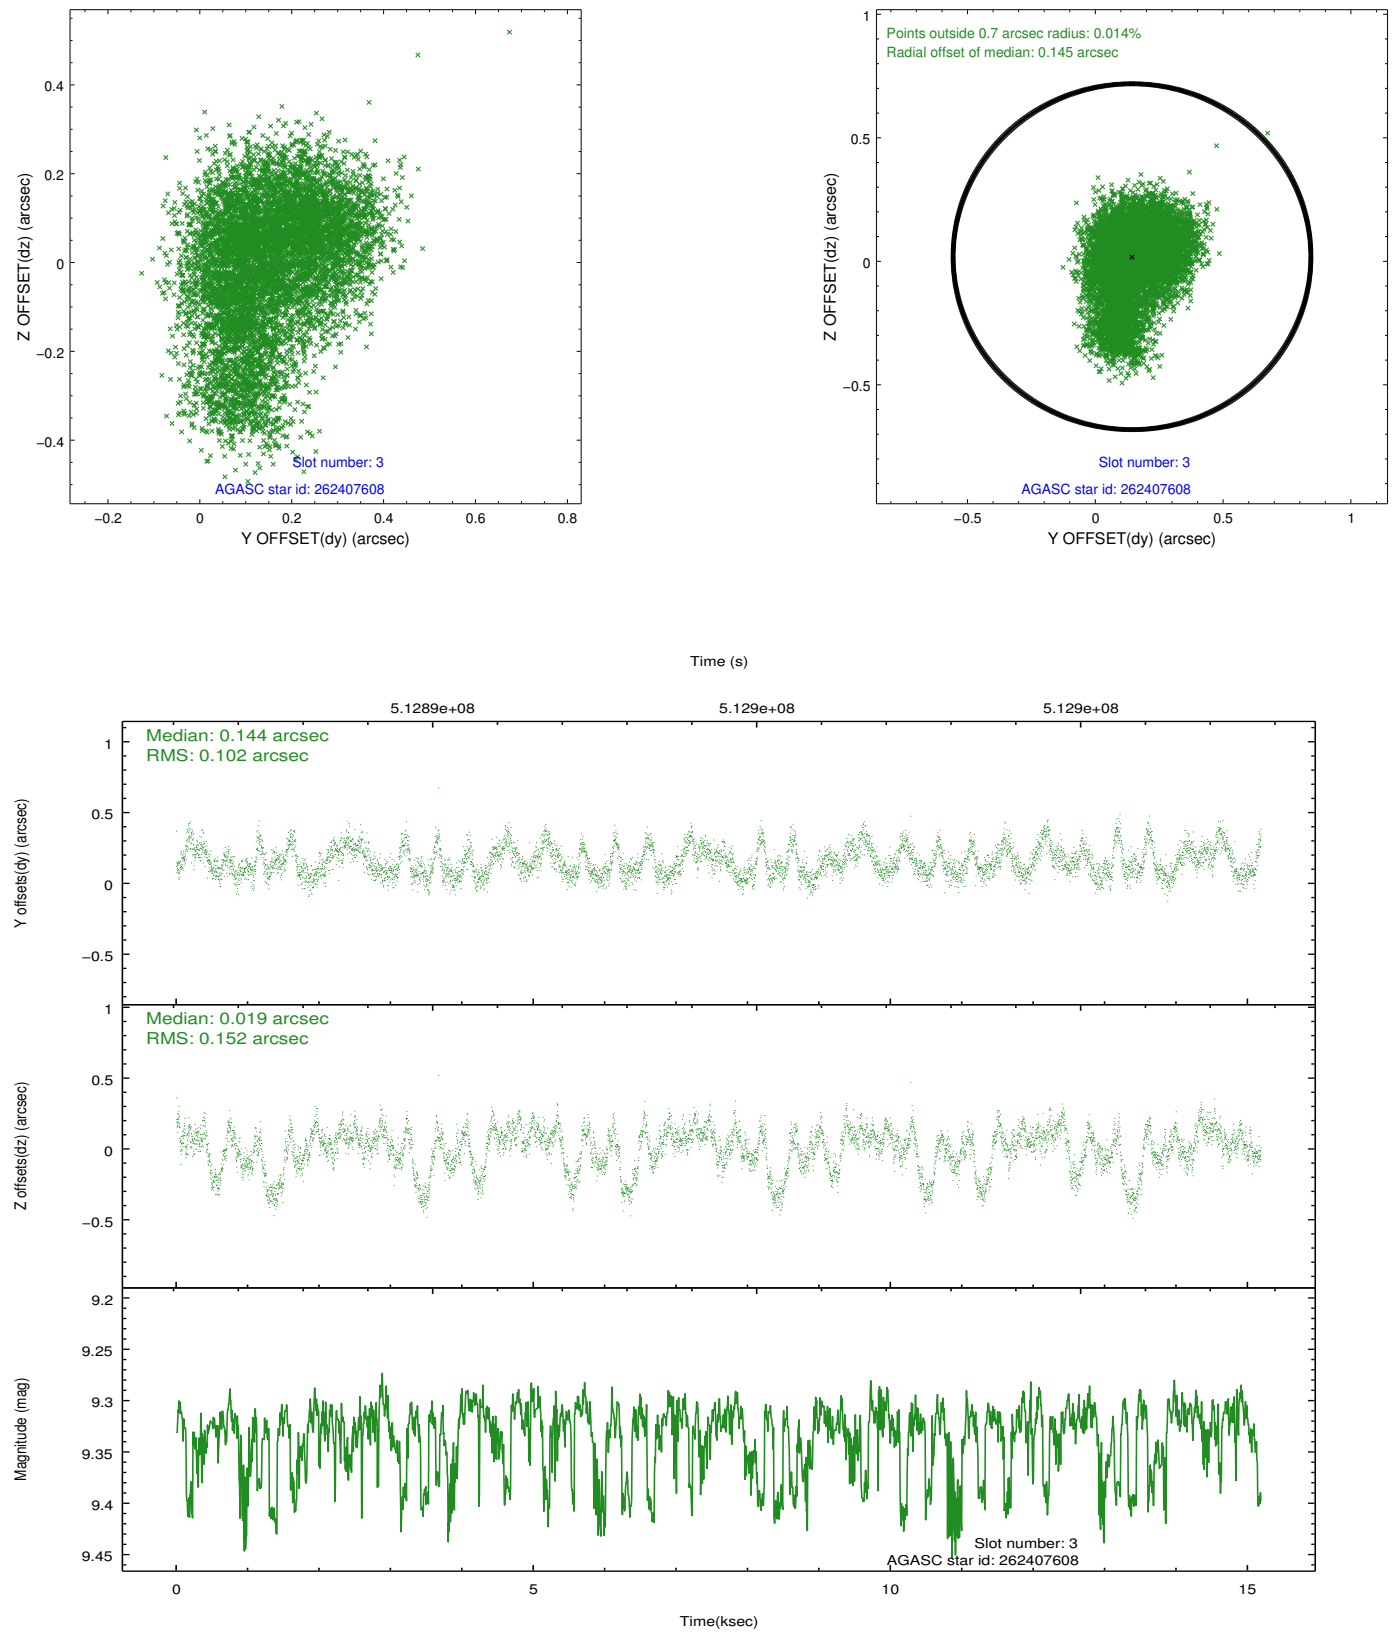 0.4
0.2
0
−0.2
−0.4
Z OFFSET(dz) (arcsec)
Slot number: 3
AGASC star id: 262407608
−0.2
0
0.2
0.4
0.6
0.8
Y OFFSET(dy) (arcsec)
1
0.5
0
−0.5
Z OFFSET(dz) (arcsec)
Points outside 0.7 arcsec radius: 0.014%
Radial offset of median: 0.145 arcsec
Slot number: 3
AGASC star id: 262407608
−0.5
0
0.5
1
Y OFFSET(dy) (arcsec)
Time (s)
5.1289e+08
5.129e+08
5.129e+08
Median: 0.144 arcsec
RMS: 0.102 arcsec
1
0.5
0
−0.5
Y offsets(dy) (arcsec)
Median: 0.019 arcsec
RMS: 0.152 arcsec
1
0.5
0
−0.5
Z offsets(dz) (arcsec)
9.2
9.25
9.3
9.35
9.4
9.45
Magnitude (mag)
Slot number: 3
AGASC star id: 262407608
0
5
10
15
Time(ksec)